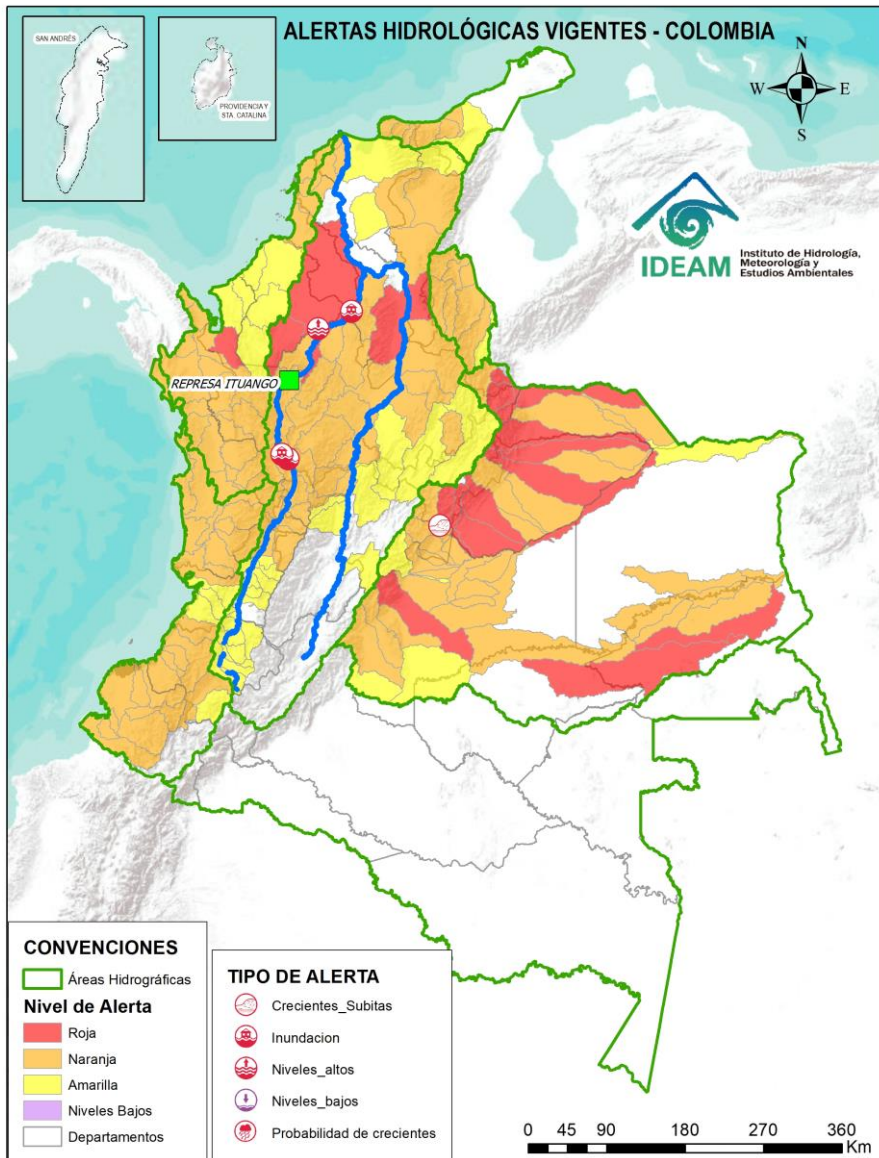 ALERTAS HIDROLÓGICAS VIGENTES - COLOMBIA
SAN ANDRÉS
PROVIDENCIA Y
STA. CATALINA
N
W
E
S
IDEAM
Instituto de Hidrología,
Meteorología y
Estudios Ambientales
REPRESA ITUANGO
CONVENCIONES
Áreas Hidrográficas
Nivel de Alerta
Roja
Naranja
Amarilla
Niveles Bajos
Departamentos
TIPO DE ALERTA
Crecientes_Subitas
Inundacion
Niveles_altos
Niveles_bajos
Probabilidad de crecientes
0 45 90 180 270 360
Km